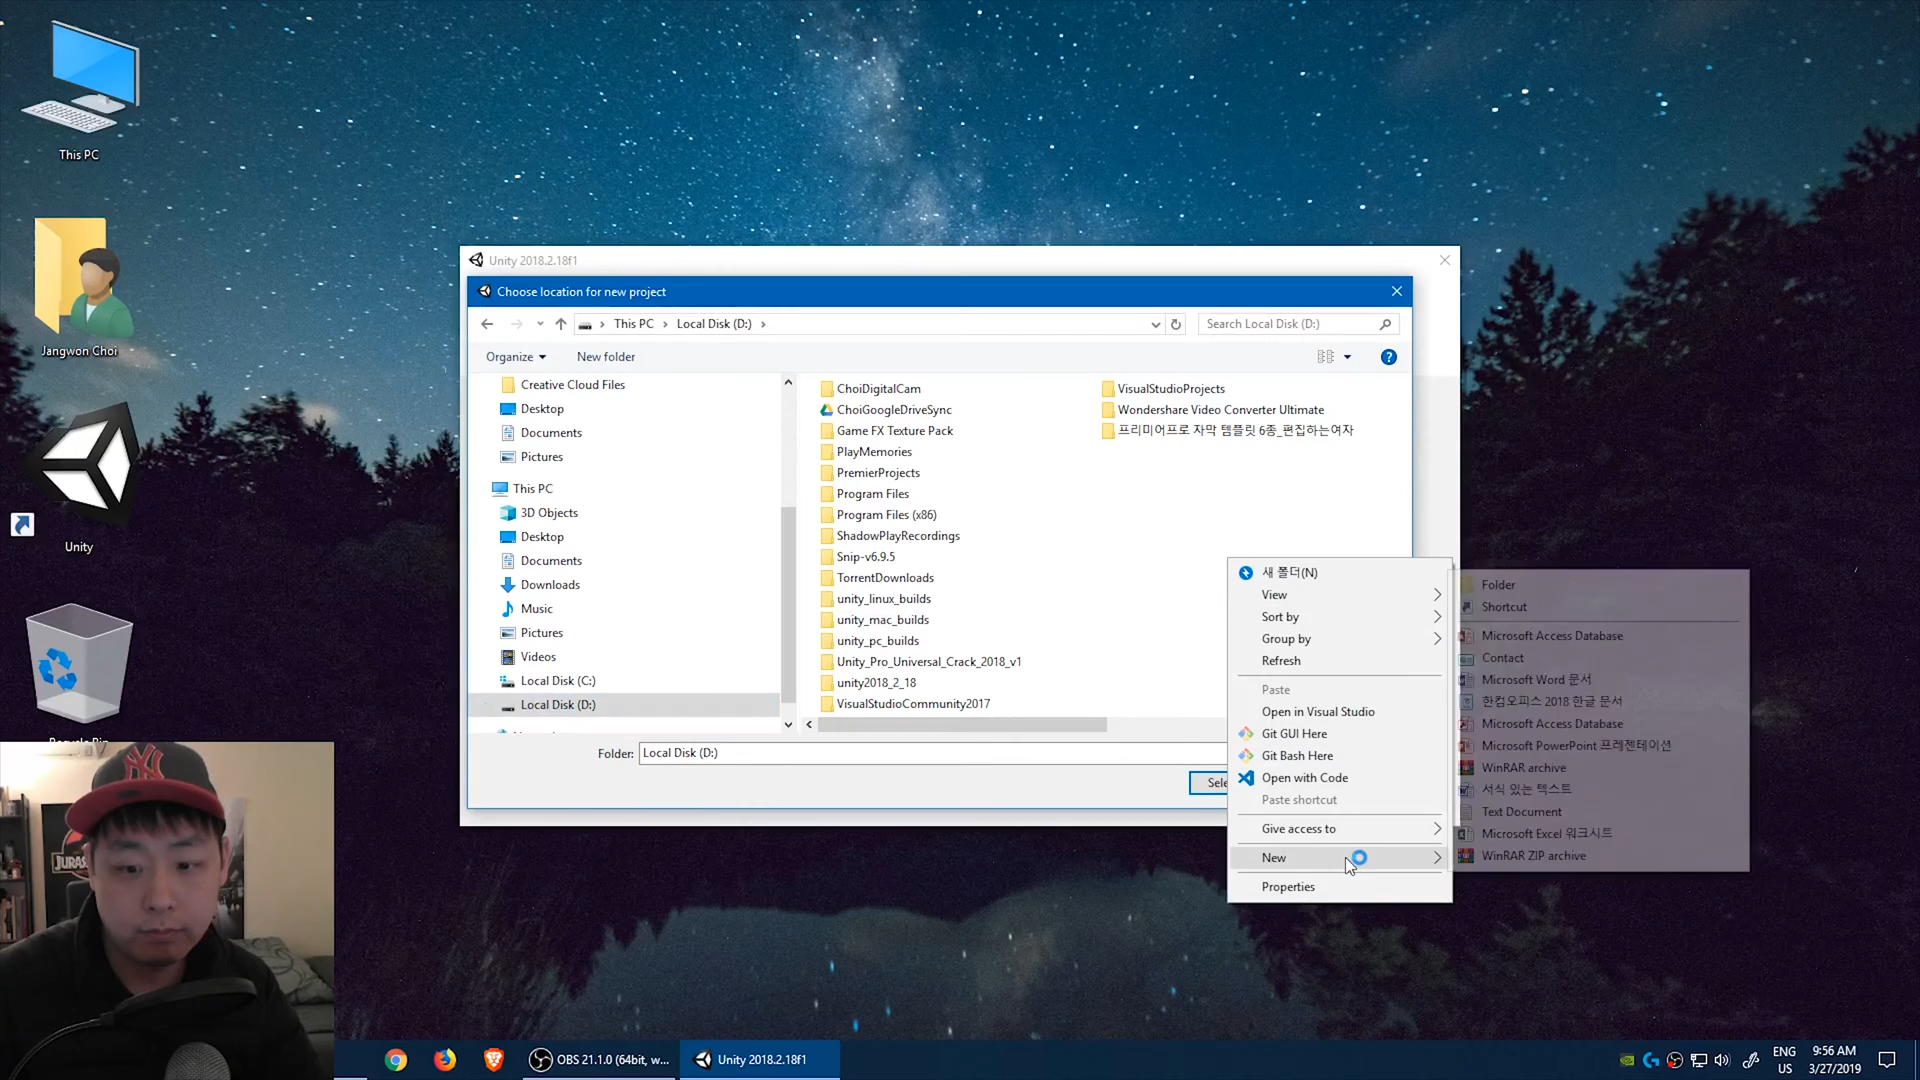 This PC
Jangwon Choi
Unity
Unity 2018.2.18f1
Choose location for new project
This PC
Local Disk (D:)
Search Local Disk (D:)
Organize
New folder
Creative Cloud Files
Desktop
Documents
Pictures
This PC
3D Objects
Desktop
Documents
Downloads
Music
Pictures
Videos
Local Disk (C:)
Local Disk (D:)
ChoiDigitalCam
ChoiGoogleDriveSync
Game FX Texture Pack
PlayMemories
PremierProjects
Program Files
Program Files (x86)
ShadowPlayRecordings
Snip-v6.9.5
TorrentDownloads
unity_linux_builds
unity_mac_builds
unity_pc_builds
Unity_Pro_Universal_Crack_2018_v1
unity2018_2_18
VisualStudioCommunity2017
VisualStudioProjects
Wondershare Video Converter Ultimate
프리미어프로 자막 템플릿 6종_편집하는여자
Folder:
Local Disk (D:)
새 폴더(N)
View
Sort by
Group by
Refresh
Paste
Open in Visual Studio
Git GUI Here
Git Bash Here
Open with Code
Paste shortcut
Give access to
New
Properties
Folder
Shortcut
Microsoft Access Database
Contact
Microsoft Word 문서
한컴오피스 2018 한글 문서
Microsoft Access Database
Microsoft PowerPoint 프레젠테이션
WinRAR archive
서식 있는 텍스트
Text Document
Microsoft Excel 워크시트
WinRAR ZIP archive
NY
JURAS
OBS 21.1.0 (64bit, w...
Unity 2018.2.18f1
ENG
US
9:56 AM
3/27/2019